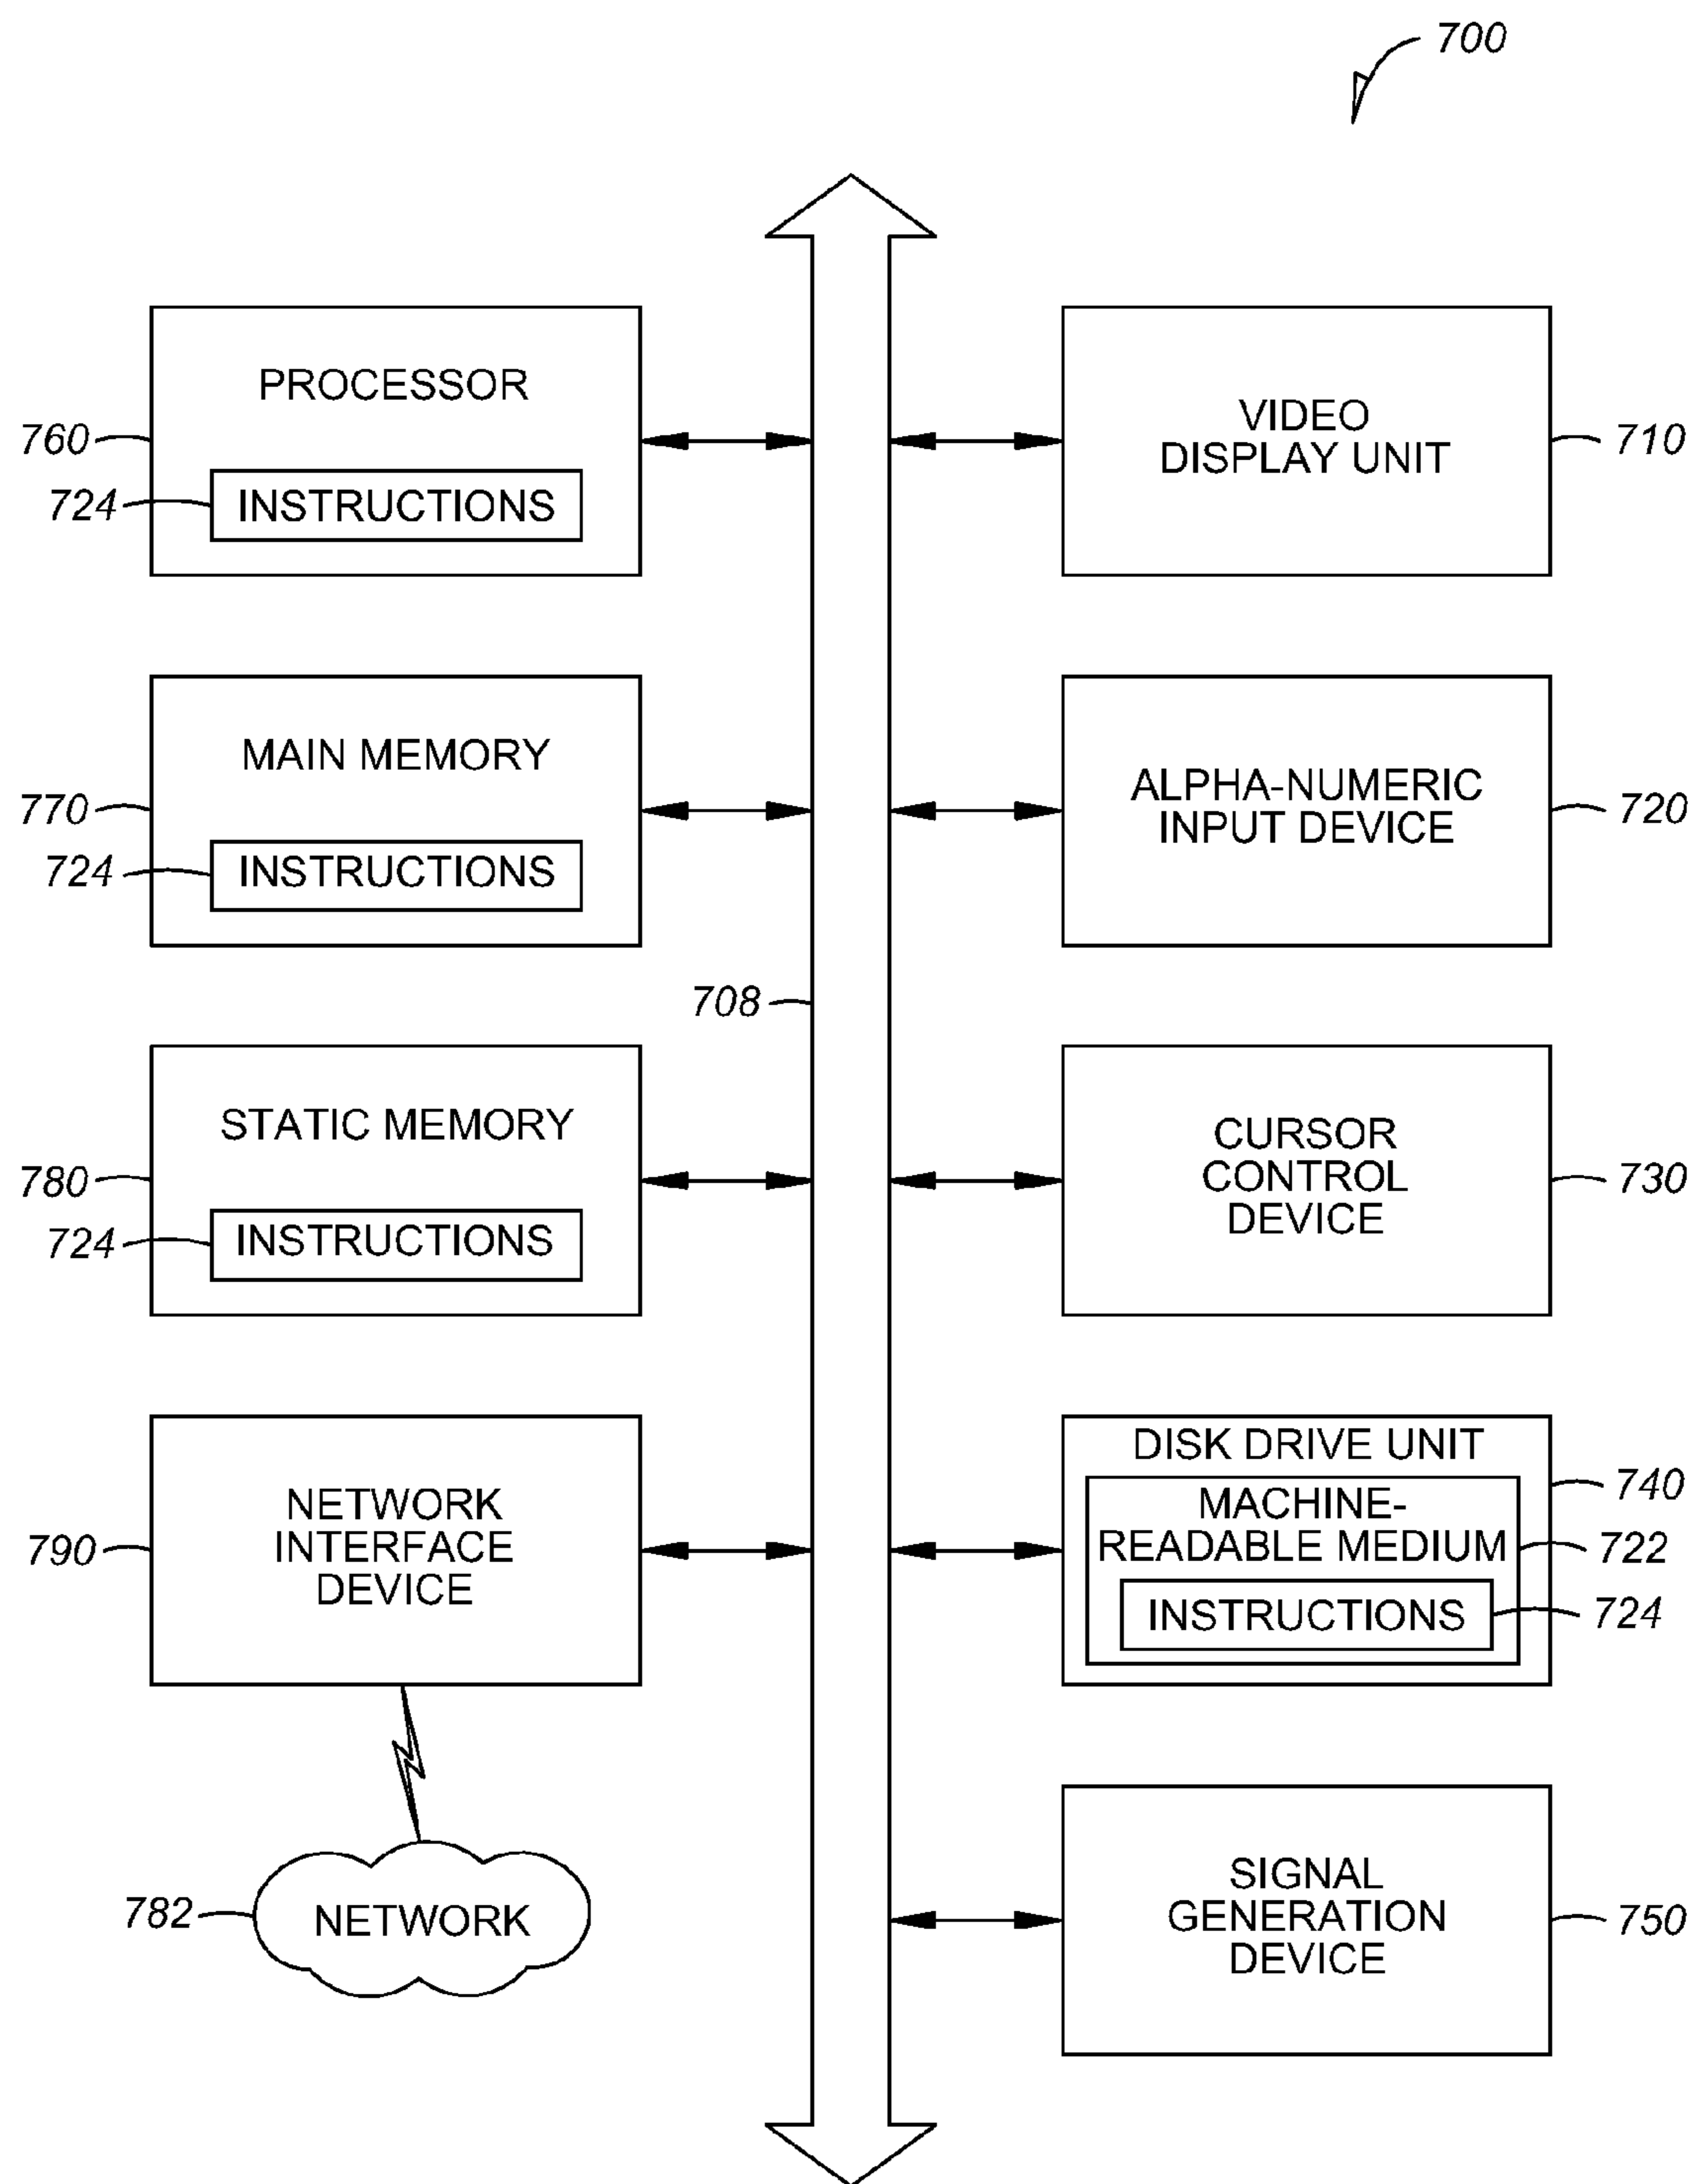 700
PROCESSOR
760
724
INSTRUCTIONS
VIDEO
DISPLAY UNIT
710
MAIN MEMORY
770
724
INSTRUCTIONS
ALPHA-NUMERIC
INPUT DEVICE
720
708
STATIC MEMORY
780
724
INSTRUCTIONS
CURSOR
CONTROL
DEVICE
730
NETWORK
INTERFACE
DEVICE
790
DISK DRIVE UNIT
740
MACHINE-
READABLE MEDIUM
722
INSTRUCTIONS
724
782
NETWORK
SIGNAL
GENERATION
DEVICE
750